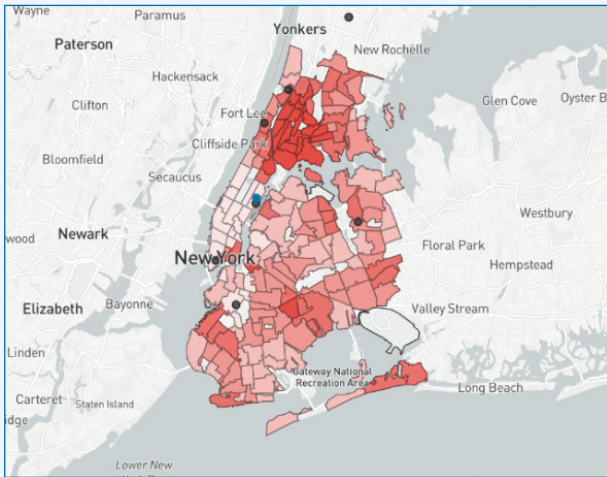 Wayne
Paramus
Yonkers
Paterson
New Rochelle
Hackensack
Glen Cove
Oyster B
Clifton
Fort Lee
Cliffside Park
Bloomfield
Secaucus
Westbury
wood
Newark
Floral Park
New York
Hempstead
Elizabeth
Bayonne
Valley Stream
Linden
Gateway National
Recreation Area
Long Beach
Carteret
Staten Island
idge
Lower New